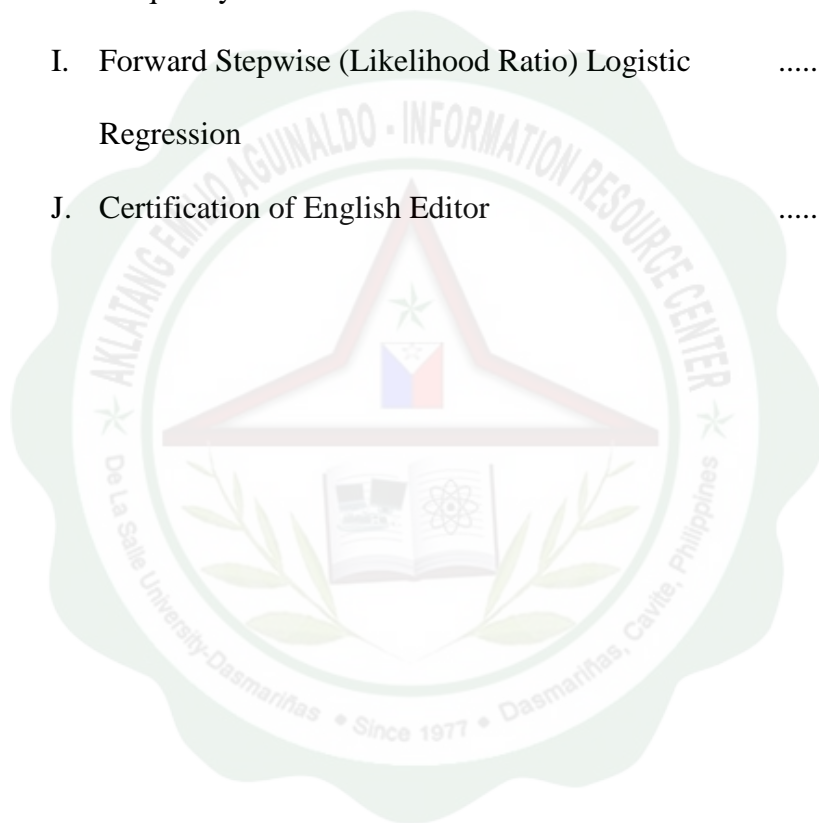 I. Forward Stepwise (Likelihood Ratio) Logistic .....
Regression
J. Certification of English Editor .....
AKLATANG EMILIO AGUINALDO - INFORMATION RESOURCE CENTER
De La Salle University-Dasmariñas • Since 1977 • Dasmariñas, Cavite, Philippines